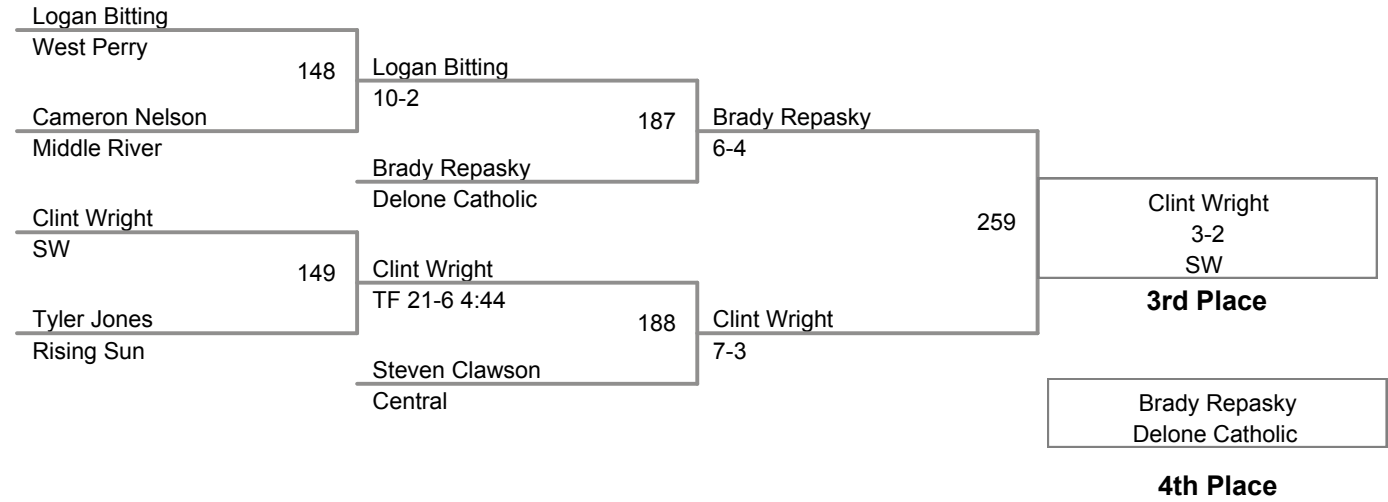 Logan Bitting
West Perry
148
Cameron Nelson
Middle River
Clint Wright
SW
149
Tyler Jones
Rising Sun
Logan Bitting
10-2
187
Brady Repasky
Delone Catholic
Clint Wright
TF 21-6 4:44
188
Steven Clawson
Central
Brady Repasky
6-4
259
Clint Wright
7-3
Clint Wright
3-2
SW
3rd Place
Brady Repasky
Delone Catholic
4th Place